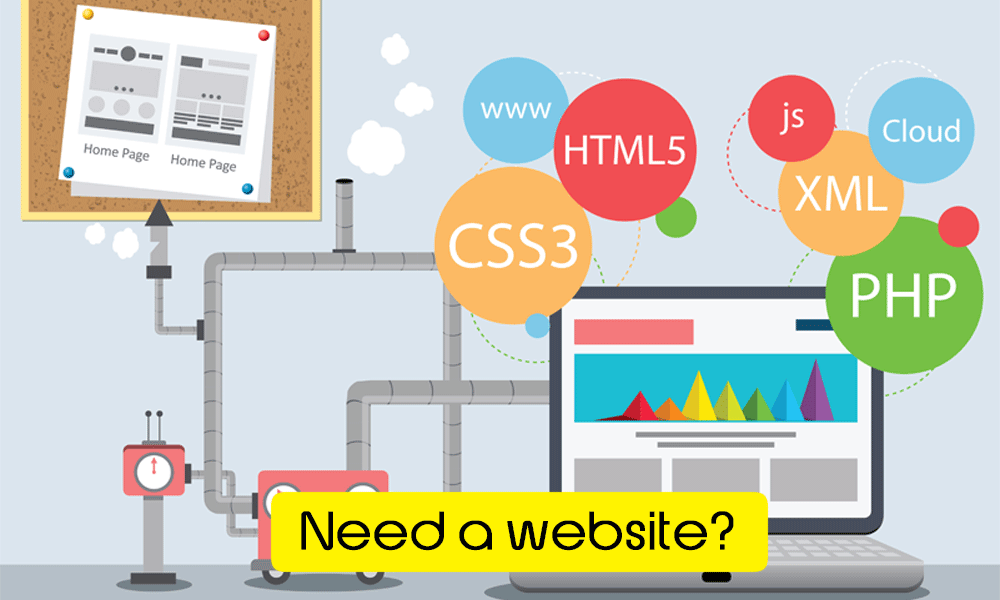 Home Page
Home Page
www
HTML5
CSS3
js
Cloud
XML
PHP
Need a website?